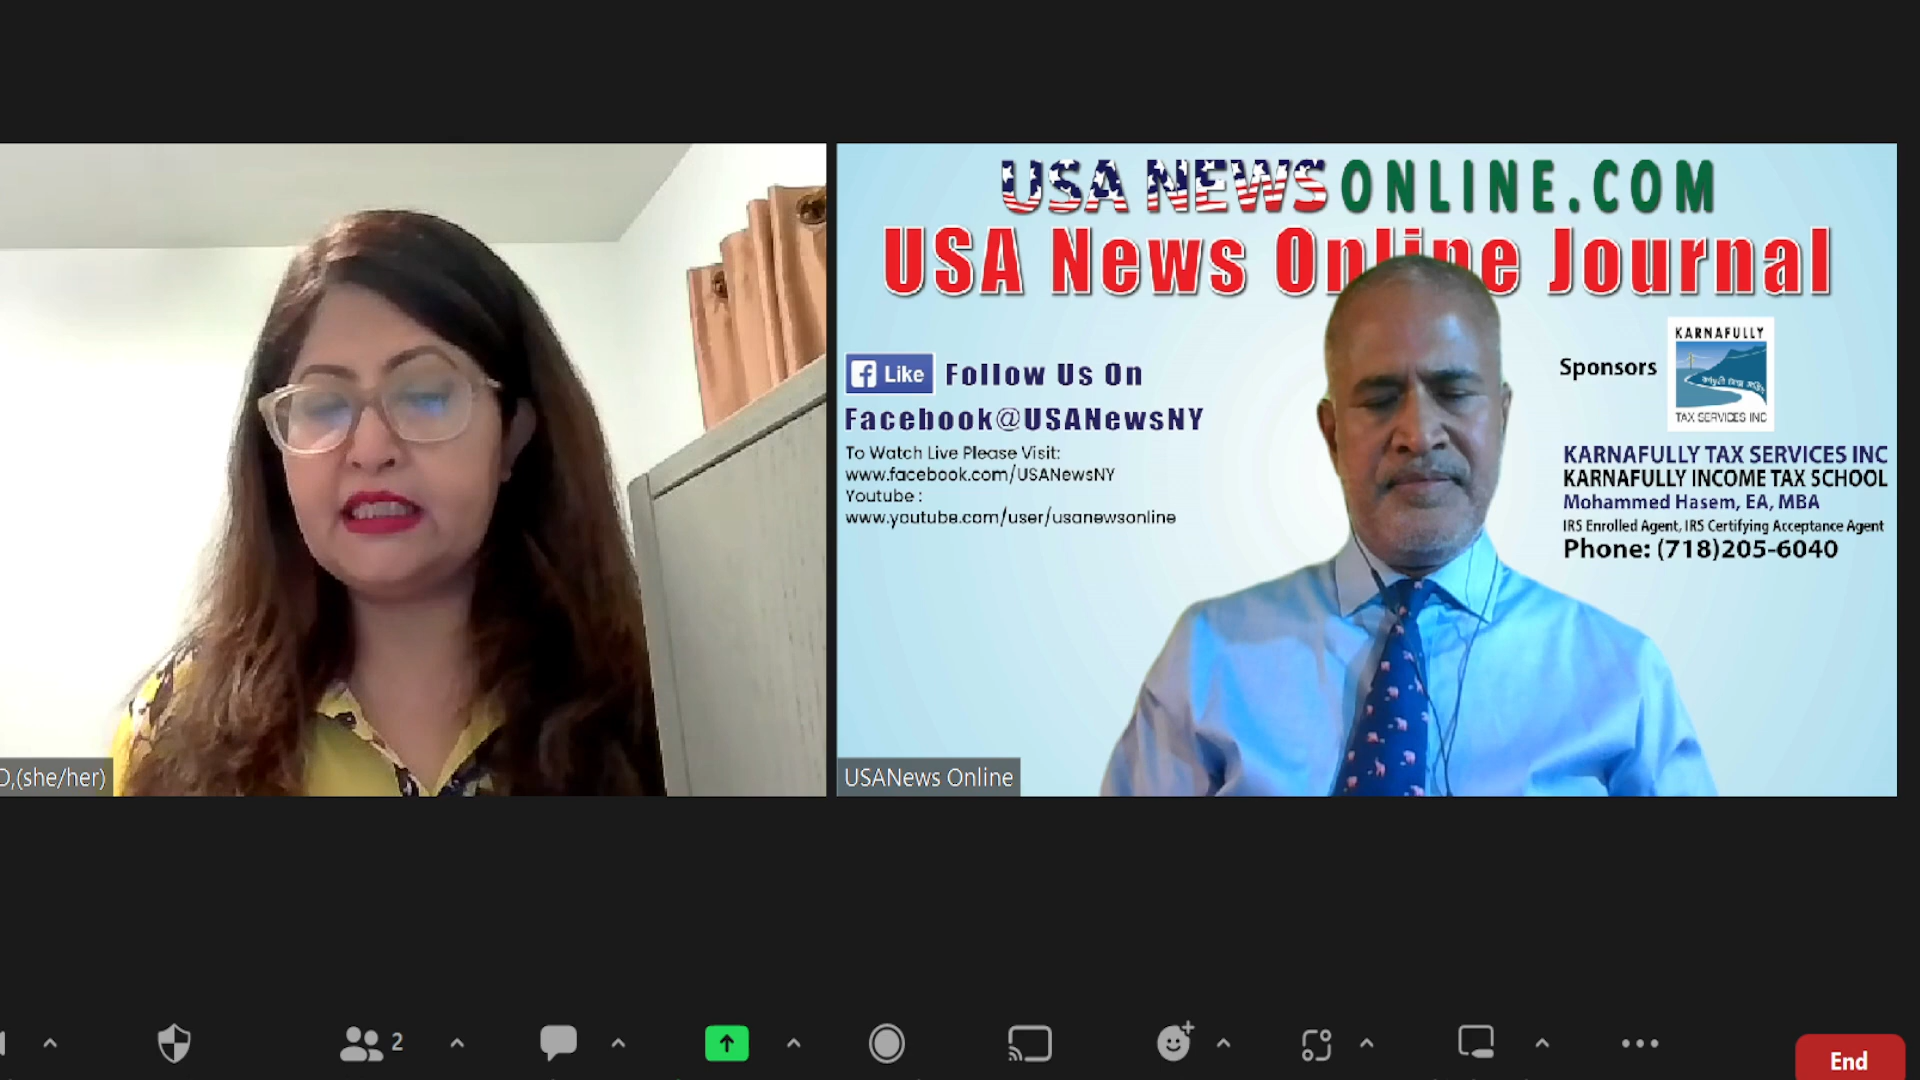 USA NEWS ONLINE.COM
USA News Online Journal
Like Follow Us On
Facebook@USANewsNY
To Watch Live Please Visit:
www.facebook.com/USANewsNY
Youtube :
www.youtube.com/user/usanewsonline
Sponsors
KARNAFULLY
TAX SERVICES INC
KARNAFULLY TAX SERVICES INC
KARNAFULLY INCOME TAX SCHOOL
Mohammed Hasem, EA, MBA
IRS Enrolled Agent, IRS Certifying Acceptance Agent
Phone: (718)205-6040
,(she/her)
USANews Online
2
End